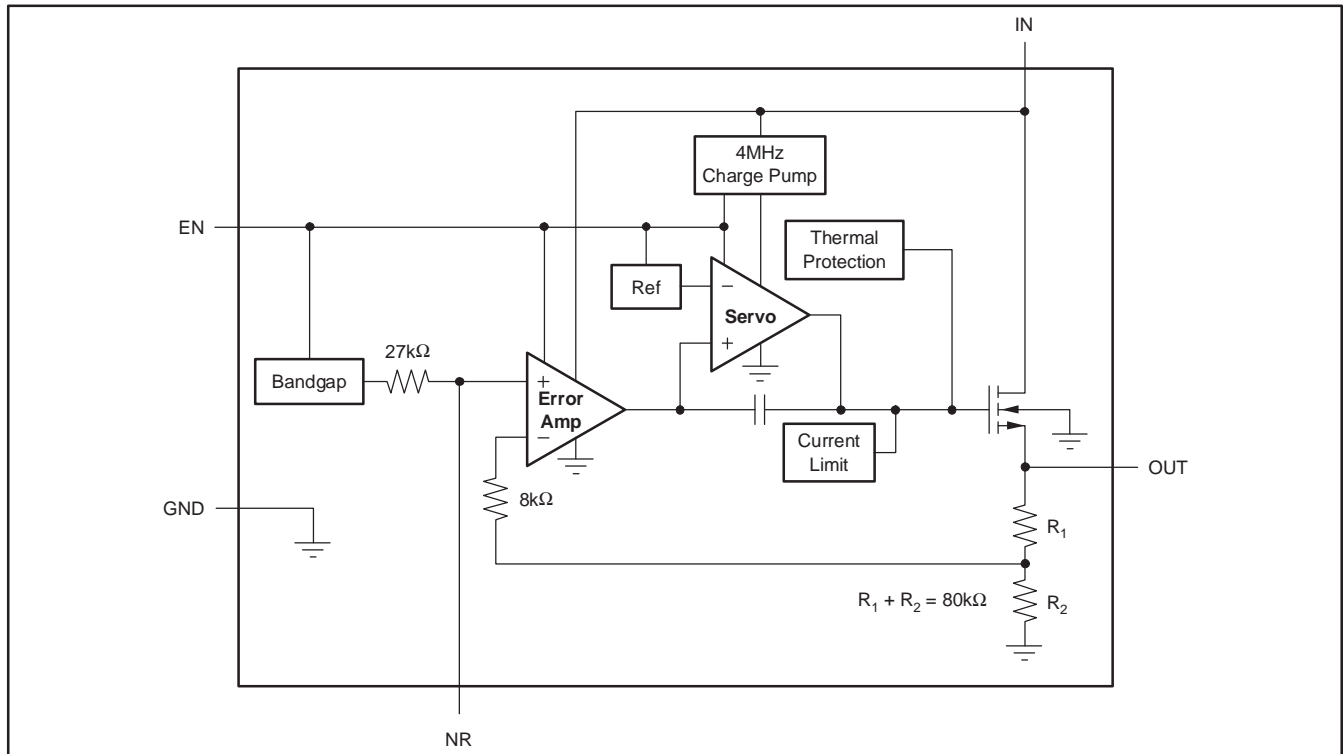 IN
4MHz
Charge Pump
EN
Thermal
Protection
Ref
−
Servo
+
27kΩ
Bandgap
+
Error
Amp
−
Current
Limit
OUT
8kΩ
GND
R1
R1 + R2 = 80kΩ
R2
NR